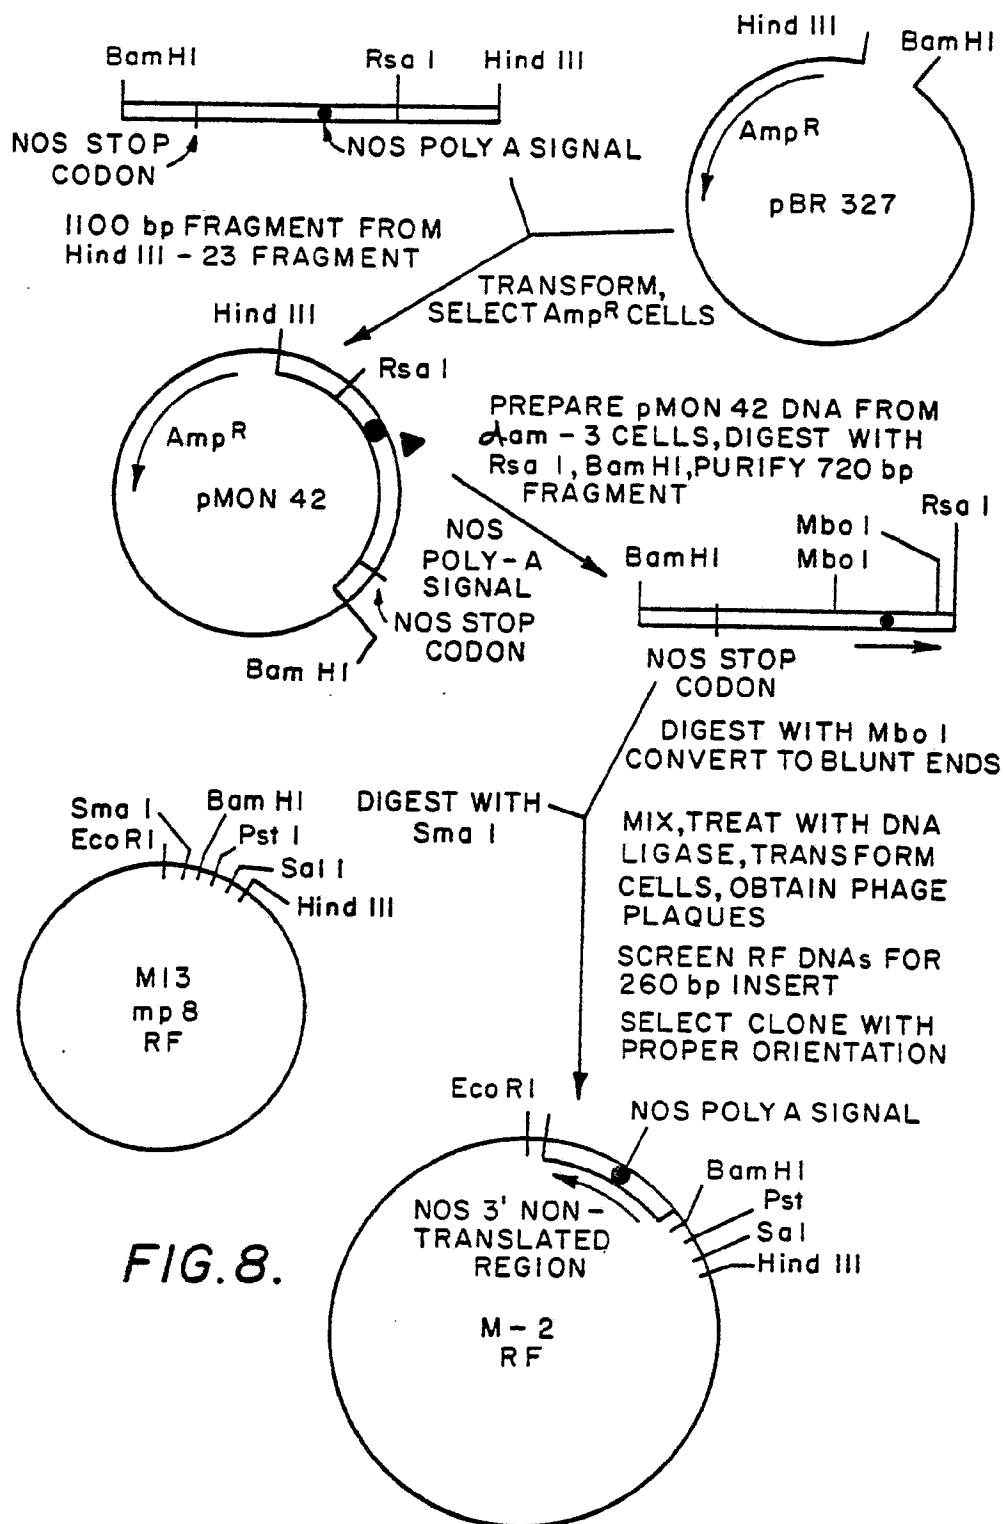 Hind III
BamHI
BamHI
Rsa I
Hind III
AmpR
pBR 327
NOS STOP
CODON
NOS POLY A SIGNAL
1100 bp FRAGMENT FROM
Hind III - 23 FRAGMENT
TRANSFORM,
SELECT AmpR CELLS
Hind III
Rsa I
AmpR
pMON 42
NOS
POLY-A
SIGNAL
NOS STOP
CODON
Bam HI
PREPARE pMON 42 DNA FROM
dam - 3 CELLS, DIGEST WITH
Rsa I, BamHI, PURIFY 720 bp
FRAGMENT
Rsa I
Mbo I
Mbo I
BamHI
NOS STOP
CODON
DIGEST WITH Mbo I
CONVERT TO BLUNT ENDS
DIGEST WITH
Sma I
Sma I
EcoRI
Bam HI
Pst I
Sal I
Hind III
M13
mp 8
RF
MIX, TREAT WITH DNA
LIGASE, TRANSFORM
CELLS, OBTAIN PHAGE
PLAQUES
SCREEN RF DNAs FOR
260 bp INSERT
SELECT CLONE WITH
PROPER ORIENTATION
Eco RI
NOS POLY A SIGNAL
BamHI
Pst
Sal
Hind III
NOS 3' NON-
TRANSLATED
REGION
M - 2
RF
FIG. 8.